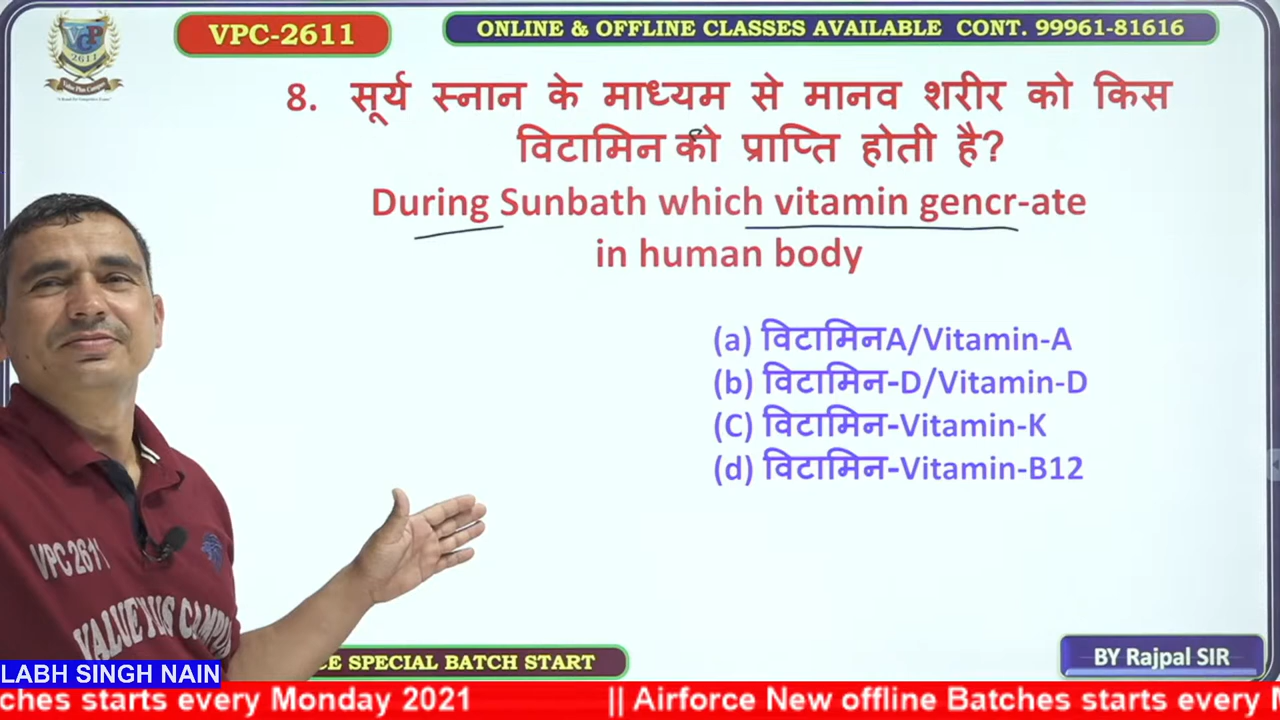 VPC-2611
ONLINE & OFFLINE CLASSES AVAILABLE CONT. 99961-81616
VCP
2611
8. सूर्य स्नान के माध्यम से मानव शरीर को किस
विटामिन को प्राप्ति होती है?
During Sunbath which vitamin gencr-ate
in human body
(a) विटामिनA/Vitamin-A
(b) विटामिन-D/Vitamin-D
(C) विटामिन-Vitamin-K
(d) विटामिन-Vitamin-B12
VPC 2611
CE SPECIAL BATCH START
BY Rajpal SIR
LABH SINGH NAIN
ches starts every Monday 2021 || Airforce New offline Batches starts every M